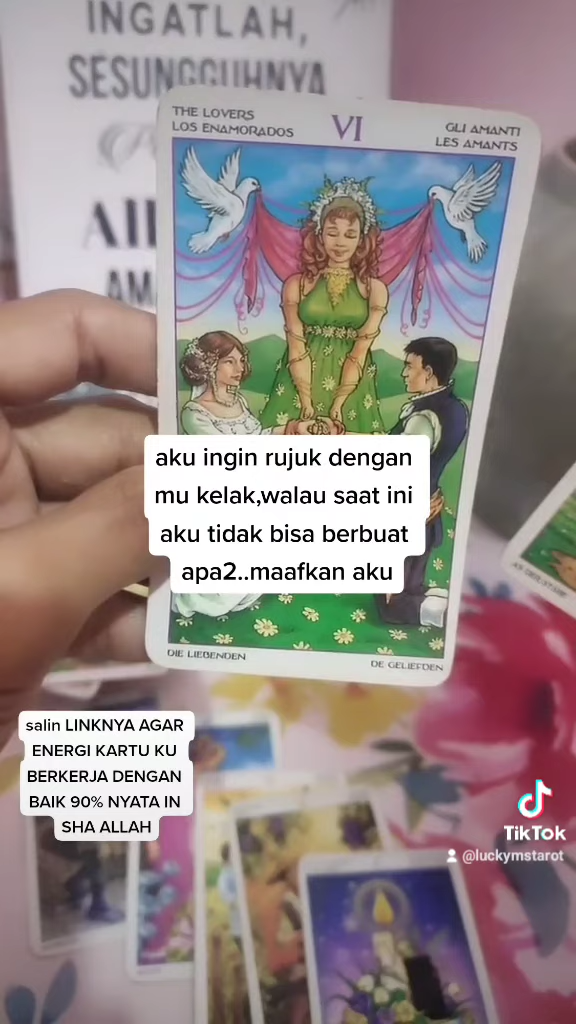 INGATLAH,
SESUNGGUHNYA
THE LOVERS
LOS ENAMORADOS
VI
GLI AMANTI
LES AMANTS
aku ingin rujuk dengan
mu kelak,walau saat ini
aku tidak bisa berbuat
apa2..maafkan aku
DIE LIEBENDEN
DE GELIEFDEN
salin LINKNYA AGAR
ENERGI KARTU KU
BERKERJA DENGAN
BAIK 90% NYATA IN
SHA ALLAH
TikTok
@luckymstarot